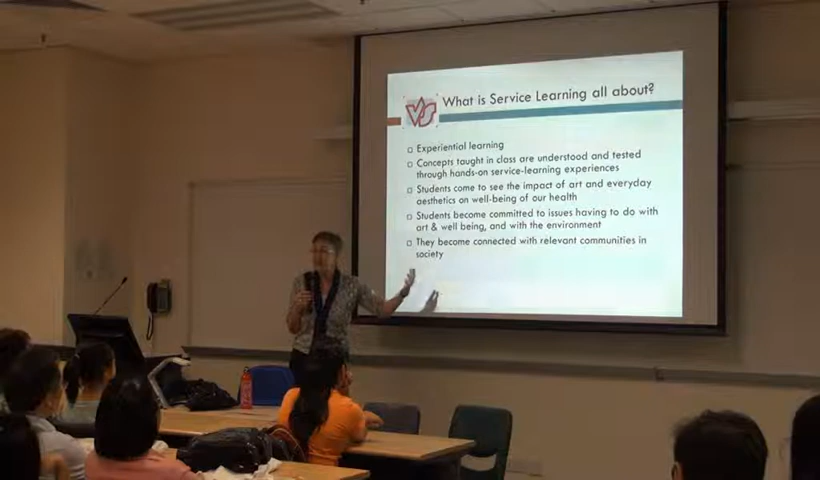 What is Service Learning all about?
Experiential learning
Concepts taught in class are understood and tested
through hands-on service-learning experiences
Students come to see the impact of art and everyday
aesthetics on well-being of our health
Students become committed to issues having to do with
art & well being, and with the environment
They become connected with relevant communities in
society